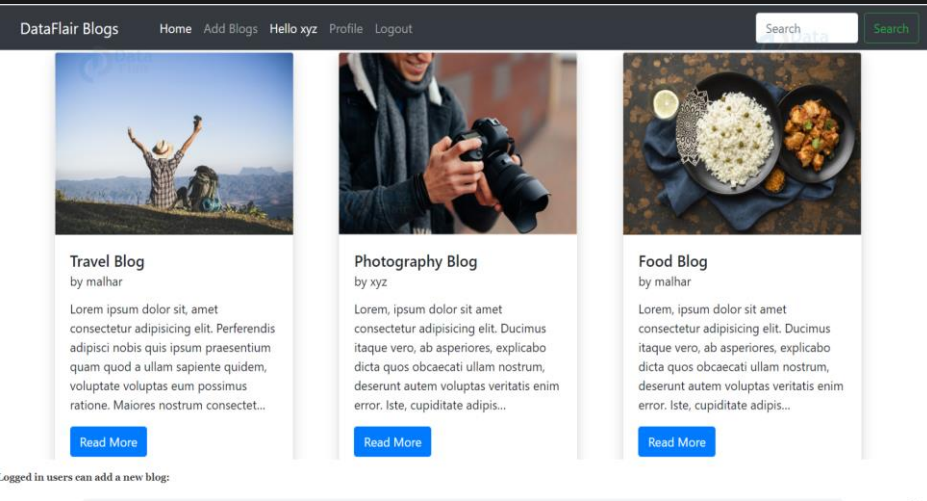 DataFlair Blogs Home Add Blogs Hello xyz Profile Logout Search Search
Travel Blog
by malhar
Lorem ipsum dolor sit, amet
consectetur adipisicing elit. Perferendis
adipisci nobis quis ipsum praesentium
quam quod a ullam sapiente quidem,
voluptate voluptas eum possimus
ratione. Maiores nostrum consectet...
Read More
Photography Blog
by xyz
Lorem, ipsum dolor sit amet
consectetur adipisicing elit. Ducimus
itaque vero, ab asperiores, explicabo
dicta quos obcaecati ullam nostrum,
deserunt autem voluptas veritatis enim
error. Iste, cupiditate adipis...
Read More
Food Blog
by malhar
Lorem, ipsum dolor sit amet
consectetur adipisicing elit. Ducimus
itaque vero, ab asperiores, explicabo
dicta quos obcaecati ullam nostrum,
deserunt autem voluptas veritatis enim
error. Iste, cupiditate adipis...
Read More
Logged in users can add a new blog: